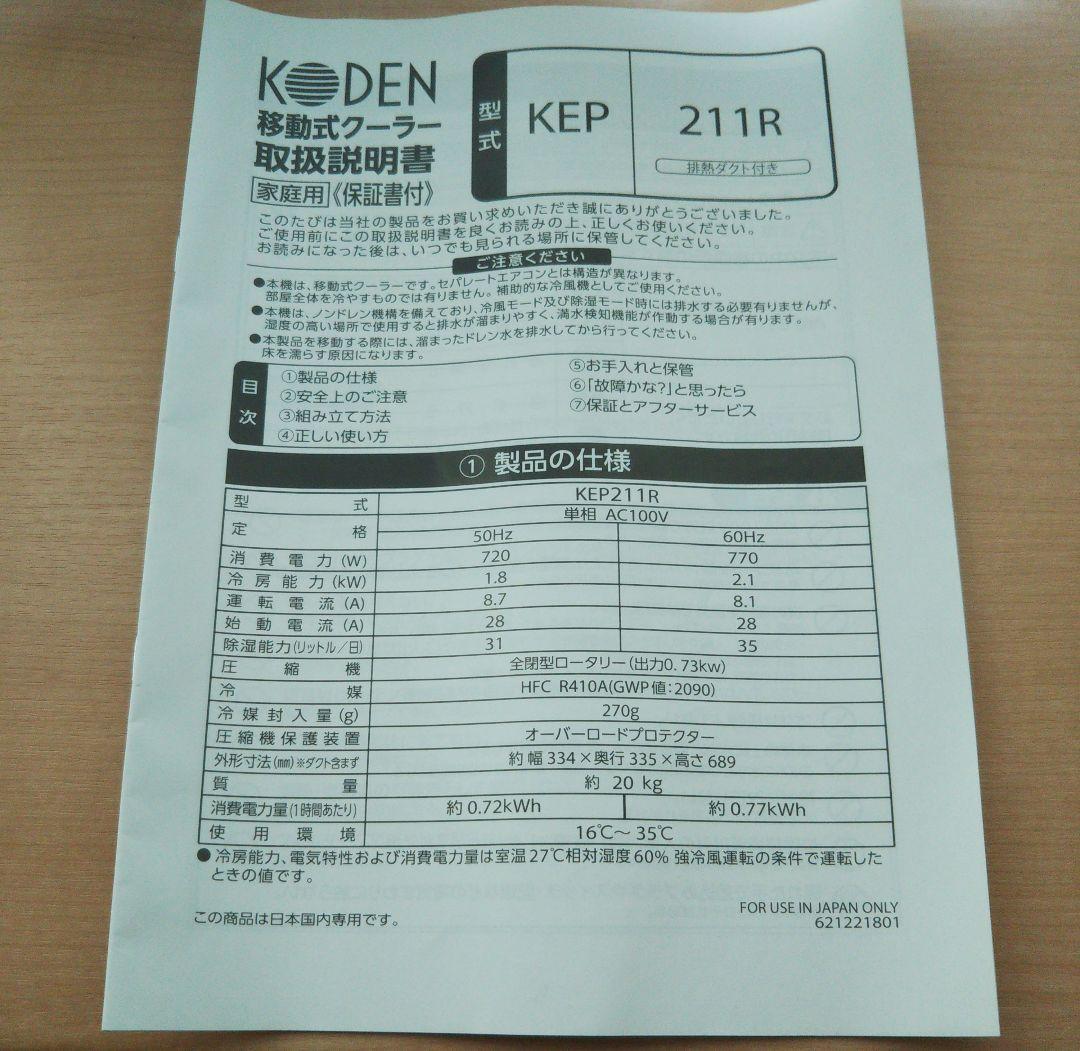 KODEN
移動式クーラー
取扱説明書
家庭用《保証書付》
型式 KEP 211R
排熱ダクト付き
このたびは当社の製品をお買い求めいただき誠にありがとうございました。
ご使用前にこの取扱説明書を良くお読みの上、正しくお使いください。
お読みになった後は、いつでも見られる場所に保管してください。
ご注意ください
●本機は、移動式クーラーです。セパレートエアコンとは構造が異なります。
部屋全体を冷やすものでは有りません。補助的な冷風機としてご使用ください。
●本機は、ノンドレン機構を備えており、冷風モード及び除湿モード時には排水する必要有りませんが、
湿度の高い場所で使用すると排水が溜まりやすく、満水検知機能が作動する場合が有ります。
●本製品を移動する際には、溜まったドレン水を排水してから行ってください。
床を濡らす原因になります。
目次
①製品の仕様
②安全上のご注意
③組み立て方法
④正しい使い方
⑤お手入れと保管
⑥「故障かな?」と思ったら
⑦保証とアフターサービス
① 製品の仕様
型式 KEP211R
定格 単相 AC100V
50Hz 60Hz
消費電力(W) 720 770
冷房能力(kW) 1.8 2.1
運転電流(A) 8.7 8.1
始動電流(A) 28 28
除湿能力(リットル/日) 31 35
圧縮機 全閉型ロータリー(出力0.73kw)
冷媒 HFC R410A(GWP値:2090)
冷媒封入量(g) 270g
圧縮機保護装置 オーバーロードプロテクター
外形寸法(mm)※ダクト含まず 約 幅 334×奥行 335×高さ 689
質量 約 20 kg
消費電力量(1時間あたり) 約 0.72kWh 約 0.77kWh
使用環境 16℃～35℃
●冷房能力、電気特性および消費電力量は室温27℃相対湿度60% 強冷風運転の条件で運転した
ときの値です。
この商品は日本国内専用です。
FOR USE IN JAPAN ONLY
621221801